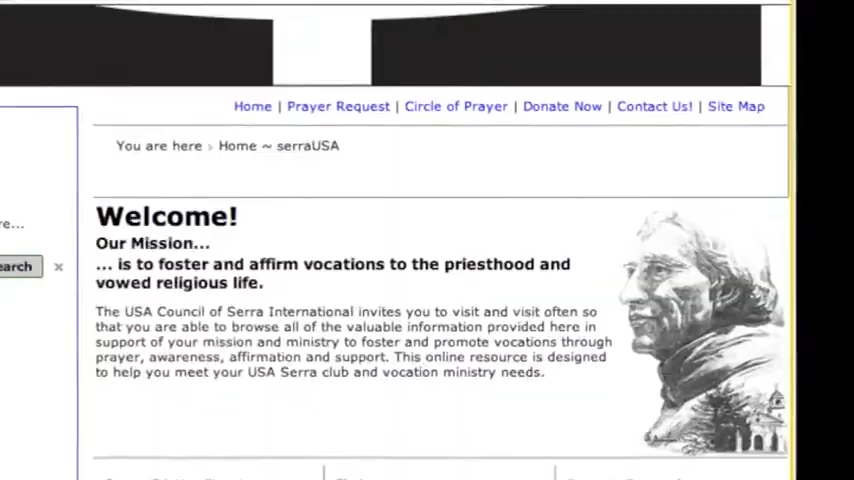 Home | Prayer Request | Circle of Prayer | Donate Now | Contact Us! | Site Map
You are here › Home ~ serraUSA
re...
earch
Welcome!
Our Mission...
... is to foster and affirm vocations to the priesthood and
vowed religious life.
The USA Council of Serra International invites you to visit and visit often so
that you are able to browse all of the valuable information provided here in
support of your mission and ministry to foster and promote vocations through
prayer, awareness, affirmation and support. This online resource is designed
to help you meet your USA Serra club and vocation ministry needs.